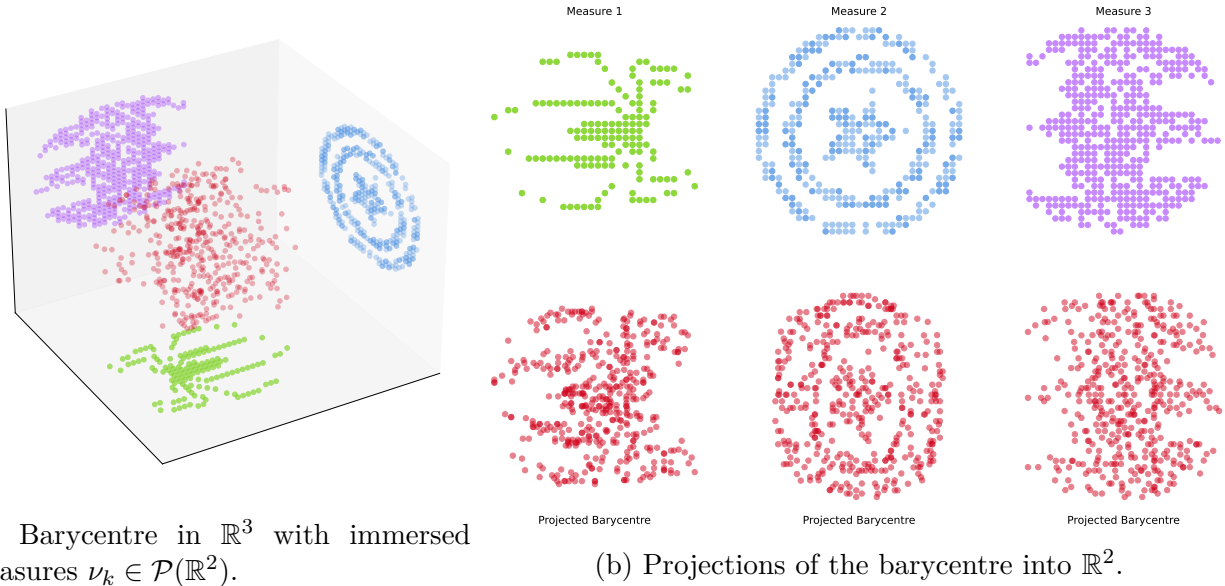 Measure 1
Measure 2
Measure 3
Projected Barycentre
Projected Barycentre
Projected Barycentre
Barycentre in ℝ³ with immersed
asures νₖ ∈ 𝒫(ℝ²).
(b) Projections of the barycentre into ℝ².